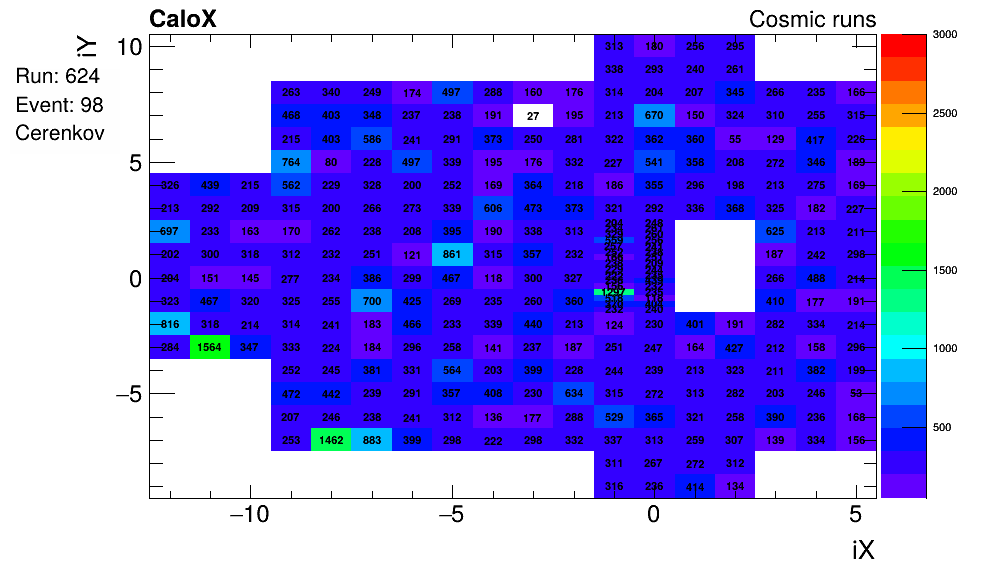 CaloX Cosmic runs
iY
Run: 624
Event: 98
Cerenkov
10
5
0
−5
313 180 256 295
338 293 240 261
263 340 249 174 497 288 160 176 314 204 207 345 266 235 166
468 403 348 237 238 191 27 195 213 670 150 324 310 255 315
215 403 586 241 291 373 250 281 322 362 360 55 129 417 226
764 80 226 497 339 195 176 332 227 541 358 208 272 346 189
326 439 215 562 229 328 200 252 169 364 218 186 355 296 198 213 275 169
213 292 209 315 200 266 273 339 606 473 373 321 292 336 368 325 182 227
697 233 163 170 262 238 208 395 190 338 313 625 213 211
202 300 318 312 232 251 121 861 315 357 232 187 242 298
204 151 145 277 234 386 299 467 118 300 327 266 488 214
323 467 320 325 255 700 425 269 235 260 360 1297 410 177 191
232 240
816 318 214 314 241 183 466 233 339 440 213 124 230 401 191 282 334 214
284 1564 347 333 224 184 296 258 141 237 187 251 247 164 427 212 158 296
252 245 381 331 564 203 399 228 244 239 213 323 211 382 199
472 442 239 291 357 408 230 634 315 272 313 282 203 246 53
207 246 238 241 312 136 177 288 529 365 321 258 390 236 168
253 1462 883 399 298 222 298 332 337 313 259 307 139 334 156
311 267 272 312
316 236 414 134
−10 −5 0 5
iX
3000
2500
2000
1500
1000
500